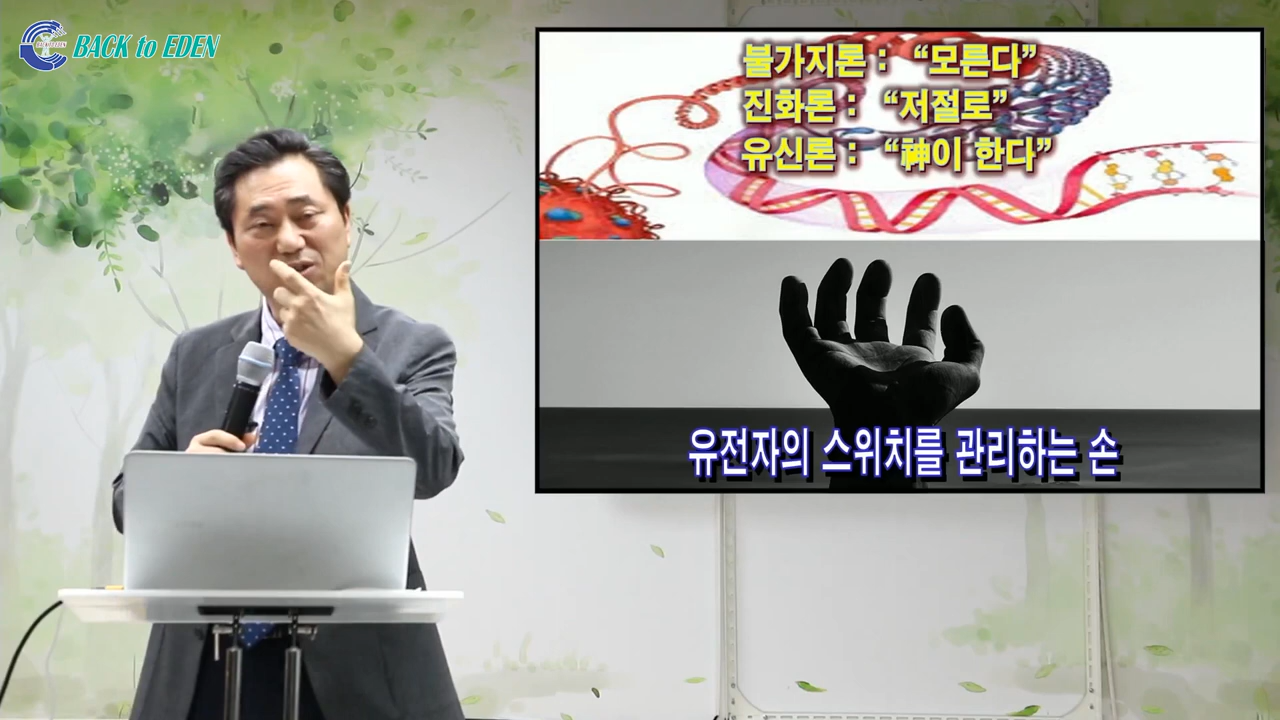 BACK to EDEN
불가지론 : “모른다”
진화론 : “저절로”
유신론 : “神이 한다”
유전자의 스위치를 관리하는 손